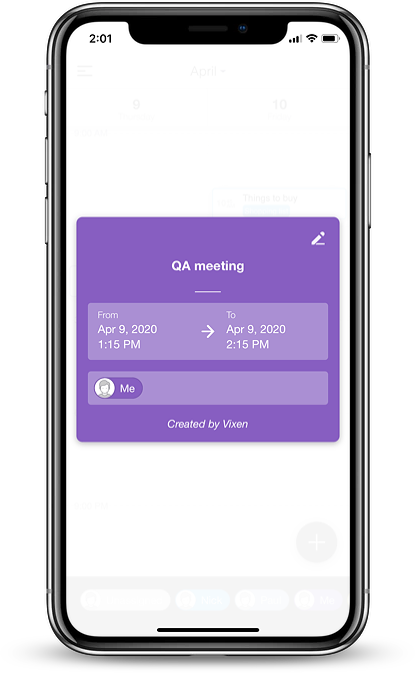 2:01
April
9
10
Things to buy
QA meeting
From
To
Apr 9, 2020
Apr 9, 2020
1:15 PM
2:15 PM
Me
Created by Vixen